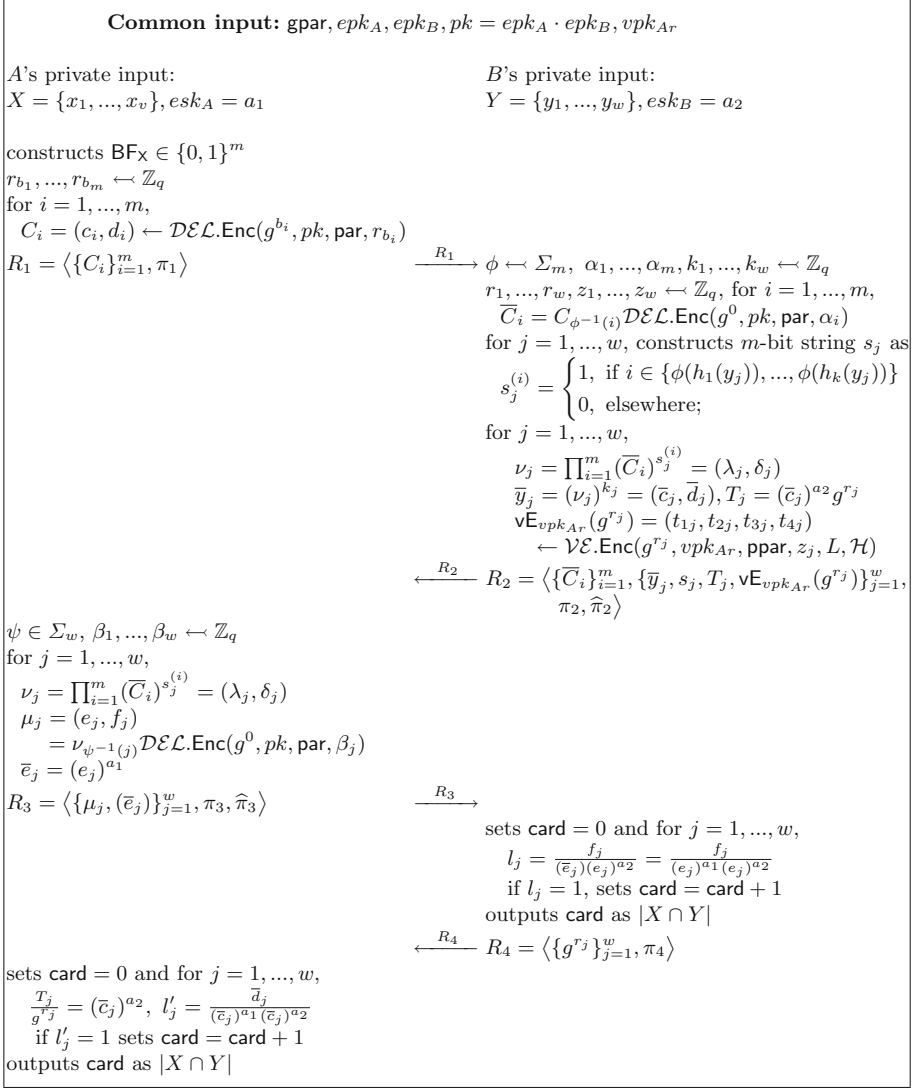 Common input: gpar, epk_A, epk_B, pk = epk_A · epk_B, vpk_{Ar}
A's private input:
X = {x_1, ..., x_v}, esk_A = a_1
B's private input:
Y = {y_1, ..., y_w}, esk_B = a_2
constructs BF_X ∈ {0, 1}^m
r_{b_1}, ..., r_{b_m} ↞ ℤ_q
for i = 1, ..., m,
C_i = (c_i, d_i) ← 𝒟ℰℒ.Enc(g^{b_i}, pk, par, r_{b_i})
R_1 = ⟨{C_i}_{i=1}^m, π_1⟩
R_1 →
φ ↞ Σ_m, α_1, ..., α_m, k_1, ..., k_w ↞ ℤ_q
r_1, ..., r_w, z_1, ..., z_w ↞ ℤ_q, for i = 1, ..., m,
C̅_i = C_{φ^{-1}(i)} 𝒟ℰℒ.Enc(g^0, pk, par, α_i)
for j = 1, ..., w, constructs m-bit string s_j as
s_j^{(i)} = { 1, if i ∈ {φ(h_1(y_j)), ..., φ(h_k(y_j))}
0, elsewhere;
for j = 1, ..., w,
ν_j = ∏_{i=1}^m (C̅_i)^{s_j^{(i)}} = (λ_j, δ_j)
y̅_j = (ν_j)^{k_j} = (c̅_j, d̅_j), T_j = (c̅_j)^{a_2} g^{r_j}
vE_{vpk_{Ar}}(g^{r_j}) = (t_{1j}, t_{2j}, t_{3j}, t_{4j})
← 𝒱ℰ.Enc(g^{r_j}, vpk_{Ar}, ppar, z_j, L, ℋ)
← R_2
R_2 = ⟨{C̅_i}_{i=1}^m, {y̅_j, s_j, T_j, vE_{vpk_{Ar}}(g^{r_j})}_{j=1}^w,
π_2, π̂_2⟩
ψ ∈ Σ_w, β_1, ..., β_w ↞ ℤ_q
for j = 1, ..., w,
ν_j = ∏_{i=1}^m (C̅_i)^{s_j^{(i)}} = (λ_j, δ_j)
μ_j = (e_j, f_j)
= ν_{ψ^{-1}(j)} 𝒟ℰℒ.Enc(g^0, pk, par, β_j)
e̅_j = (e_j)^{a_1}
R_3 = ⟨{μ_j, (e̅_j)}_{j=1}^w, π_3, π̂_3⟩
R_3 →
sets card = 0 and for j = 1, ..., w,
l_j = f_j / ((e̅_j)(e_j)^{a_2}) = f_j / ((e_j)^{a_1}(e_j)^{a_2})
if l_j = 1, sets card = card + 1
outputs card as |X ∩ Y|
← R_4
R_4 = ⟨{g^{r_j}}_{j=1}^w, π_4⟩
sets card = 0 and for j = 1, ..., w,
T_j / g^{r_j} = (c̅_j)^{a_2}, l'_j = d̅_j / ((c̅_j)^{a_1}(c̅_j)^{a_2})
if l'_j = 1 sets card = card + 1
outputs card as |X ∩ Y|